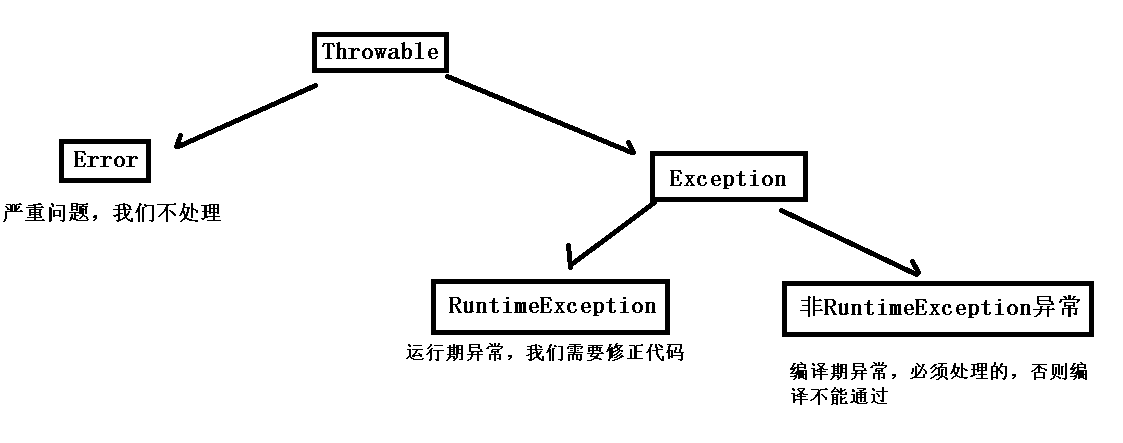 Throwable
Error
Exception
严重问题，我们不处理
RuntimeException
非RuntimeException异常
运行期异常，我们需要修正代码
编译期异常，必须处理的，否则编
译不能通过